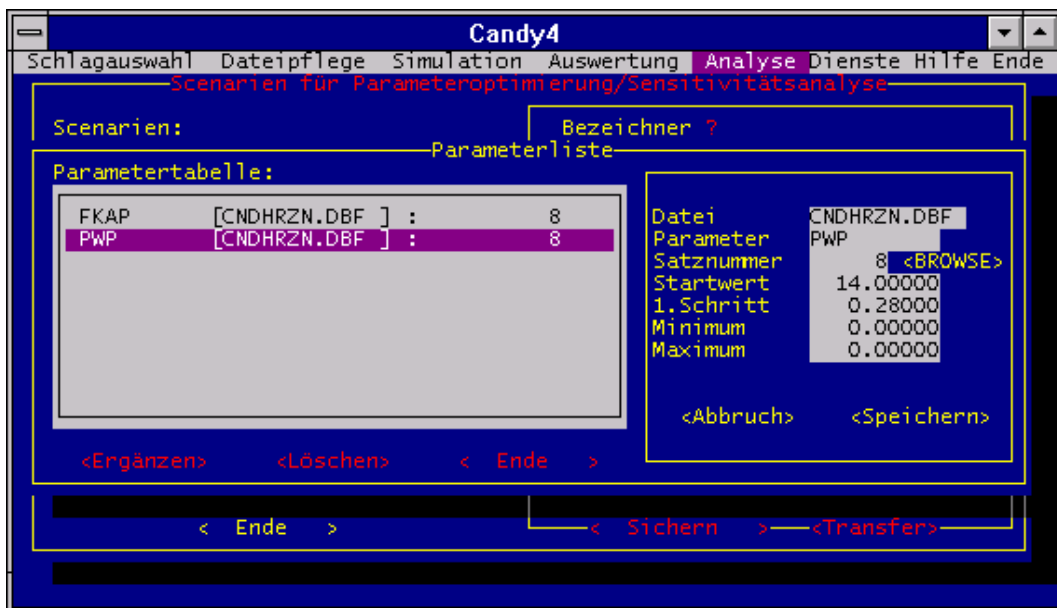 Candy4
Schlagauswahl Dateipflege Simulation Auswertung Analyse Dienste Hilfe Ende
Scenarien für Parameteroptimierung/Sensitivitätsanalyse
Scenarien:
Bezeichner ?
Parameterliste
Parametertabelle:
FKAP [CNDHRZN.DBF ] : 8
PWP [CNDHRZN.DBF ] : 8
Datei CNDHRZN.DBF
Parameter PWP
Satznummer 8 <BROWSE>
Startwert 14.00000
1.Schritt 0.28000
Minimum 0.00000
Maximum 0.00000
<Abbruch> <Speichern>
<Ergänzen> <Löschen> < Ende >
< Ende > < Sichern > <Transfer>